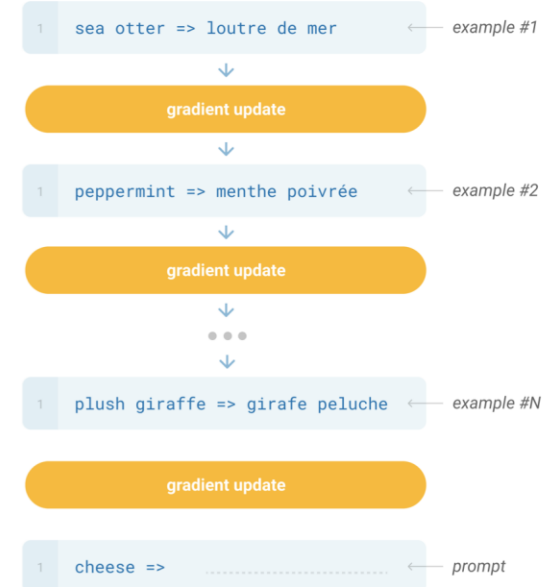 1 sea otter => loutre de mer example #1
gradient update
1 peppermint => menthe poivrée example #2
gradient update
1 plush giraffe => girafe peluche example #N
gradient update
1 cheese => prompt